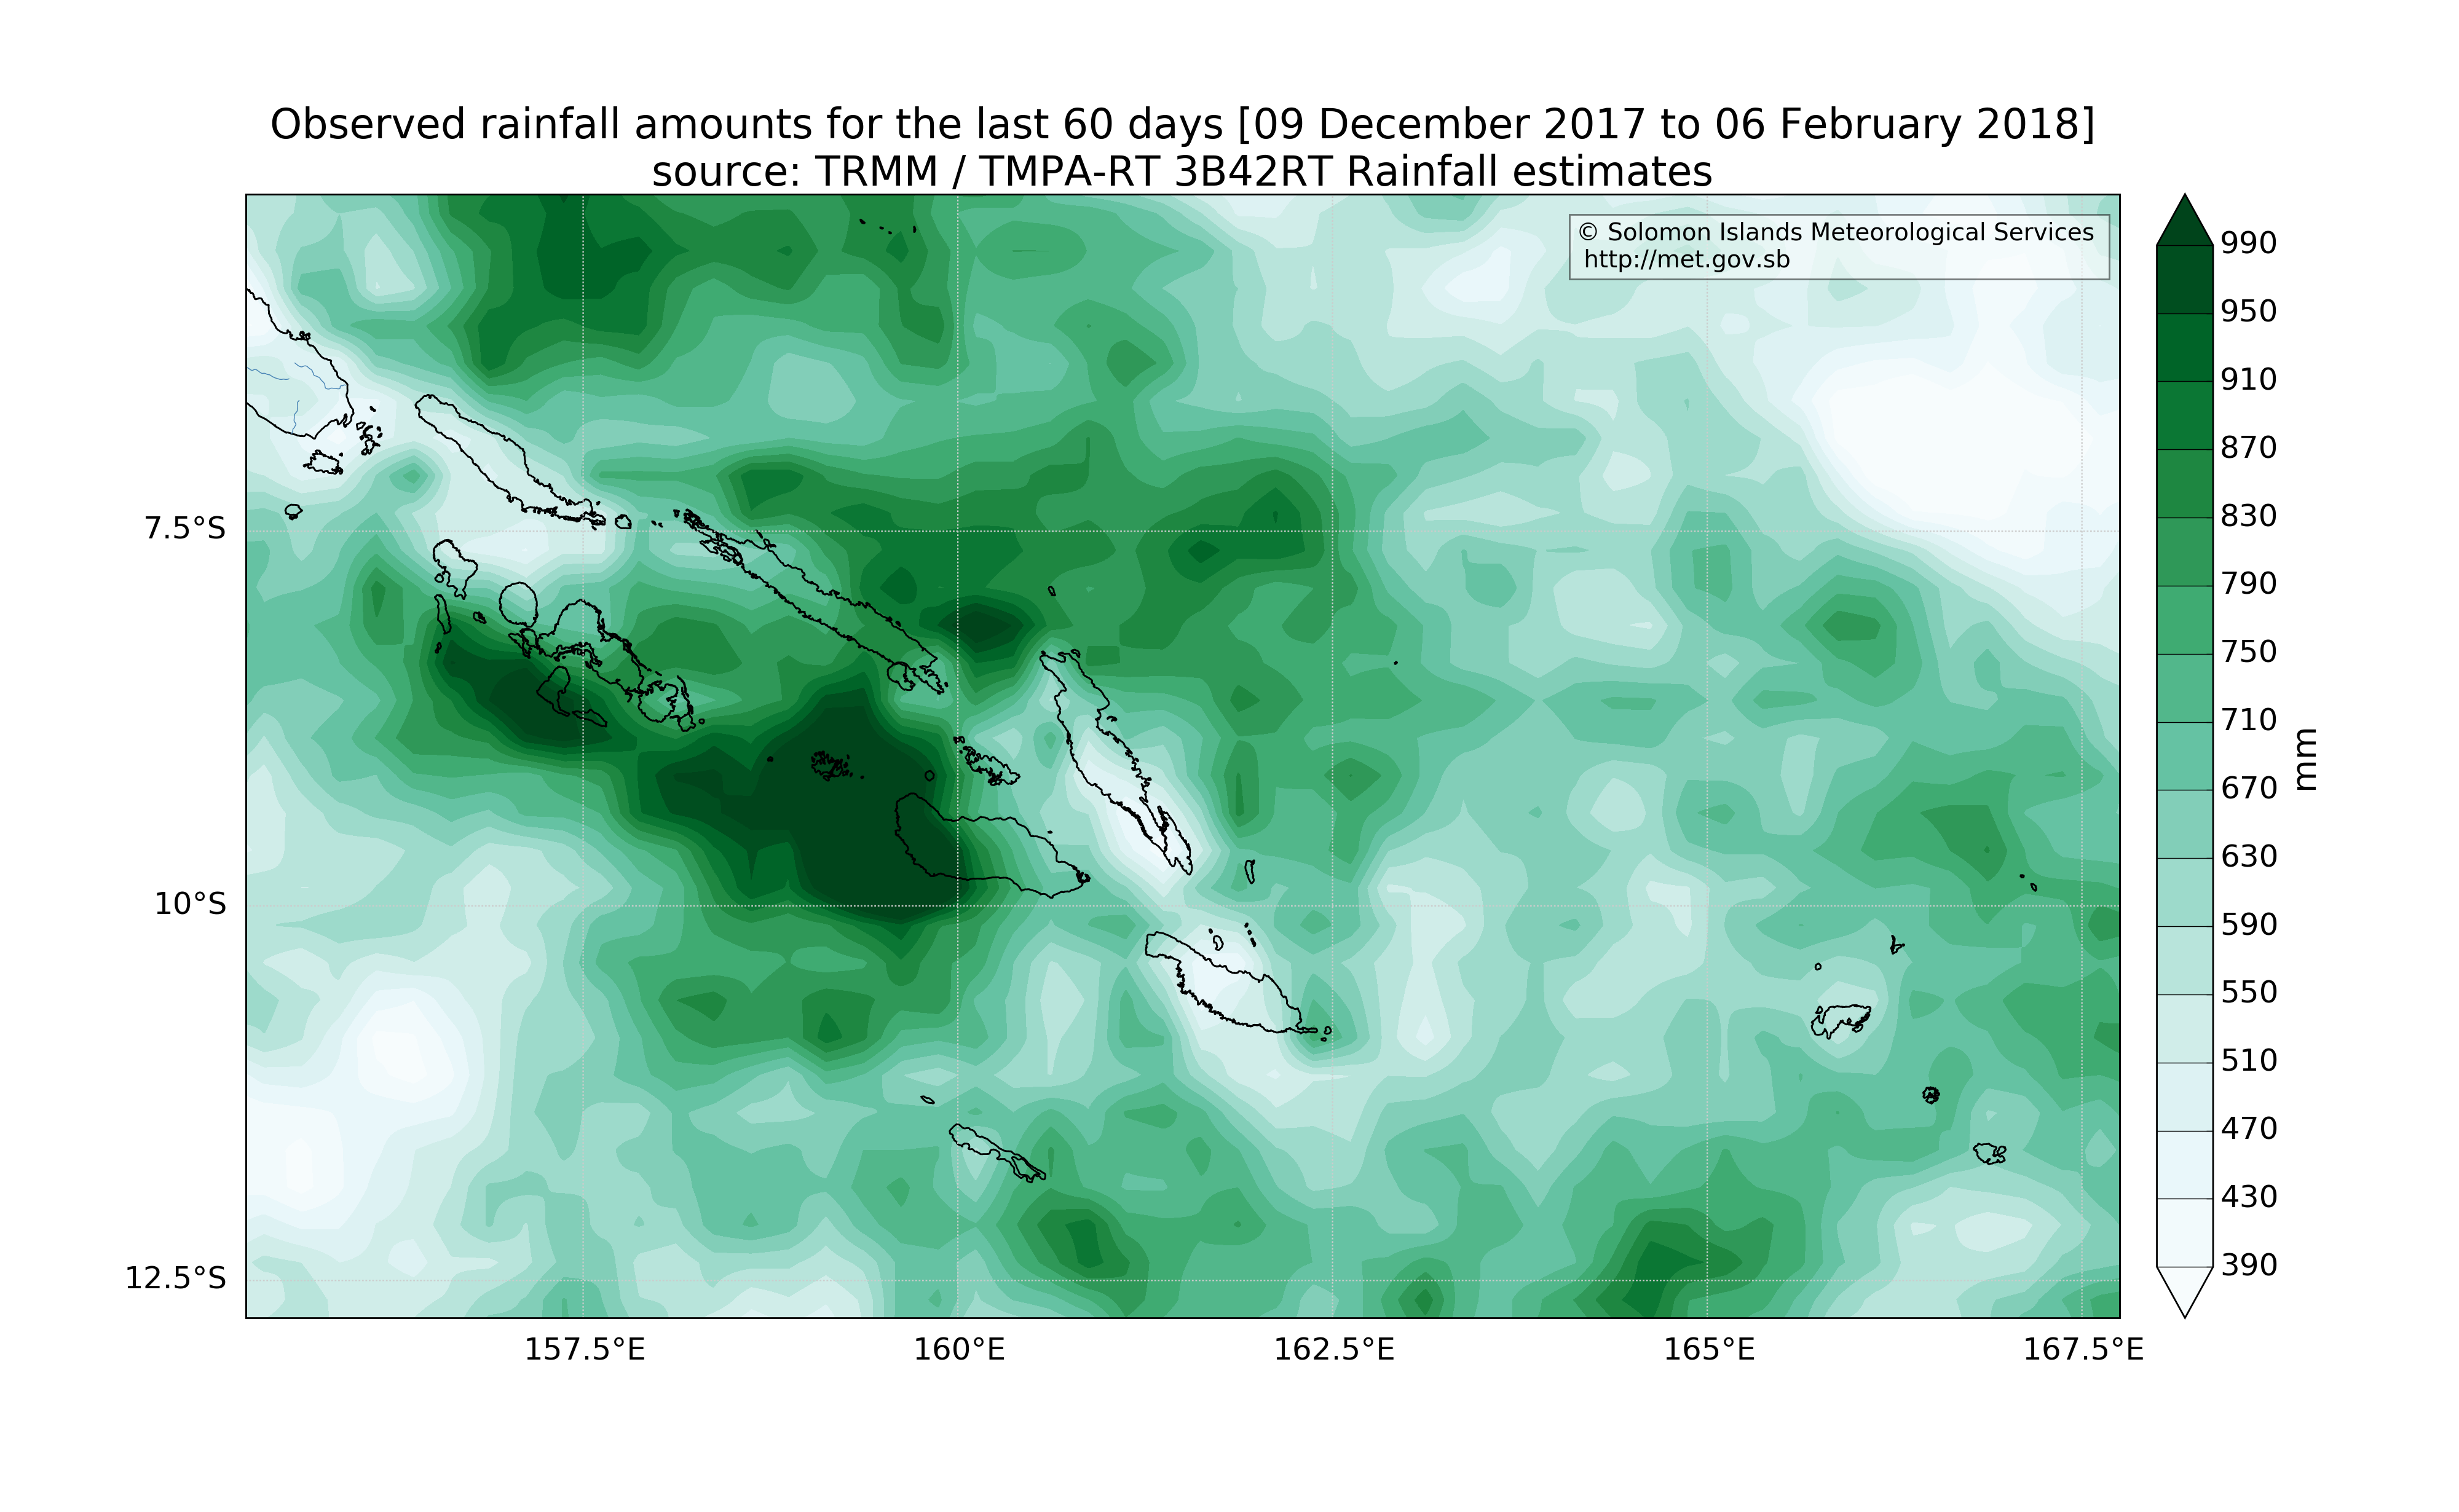 Observed rainfall amounts for the last 60 days [09 December 2017 to 06 February 2018]
source: TRMM / TMPA-RT 3B42RT Rainfall estimates
© Solomon Islands Meteorological Services
http://met.gov.sb
7.5°S
10°S
12.5°S
157.5°E
160°E
162.5°E
165°E
167.5°E
990
950
910
870
830
790
750
710
670
630
590
550
510
470
430
390
mm